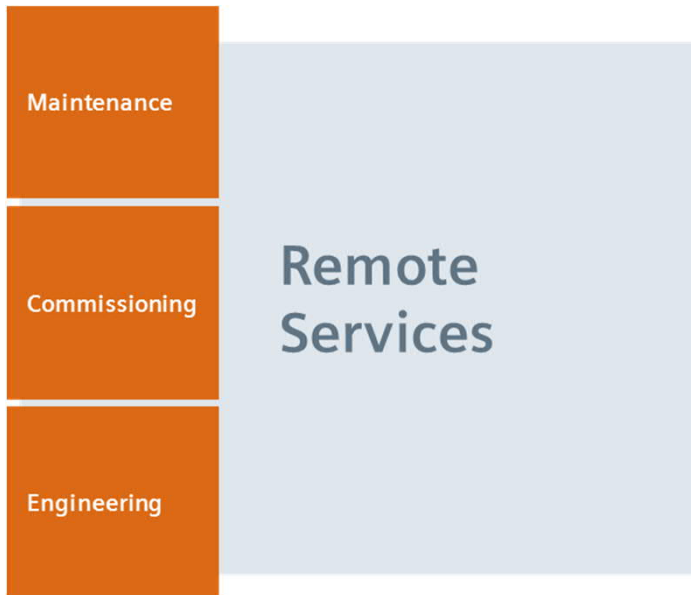 Maintenance
Commissioning
Remote
Services
Engineering